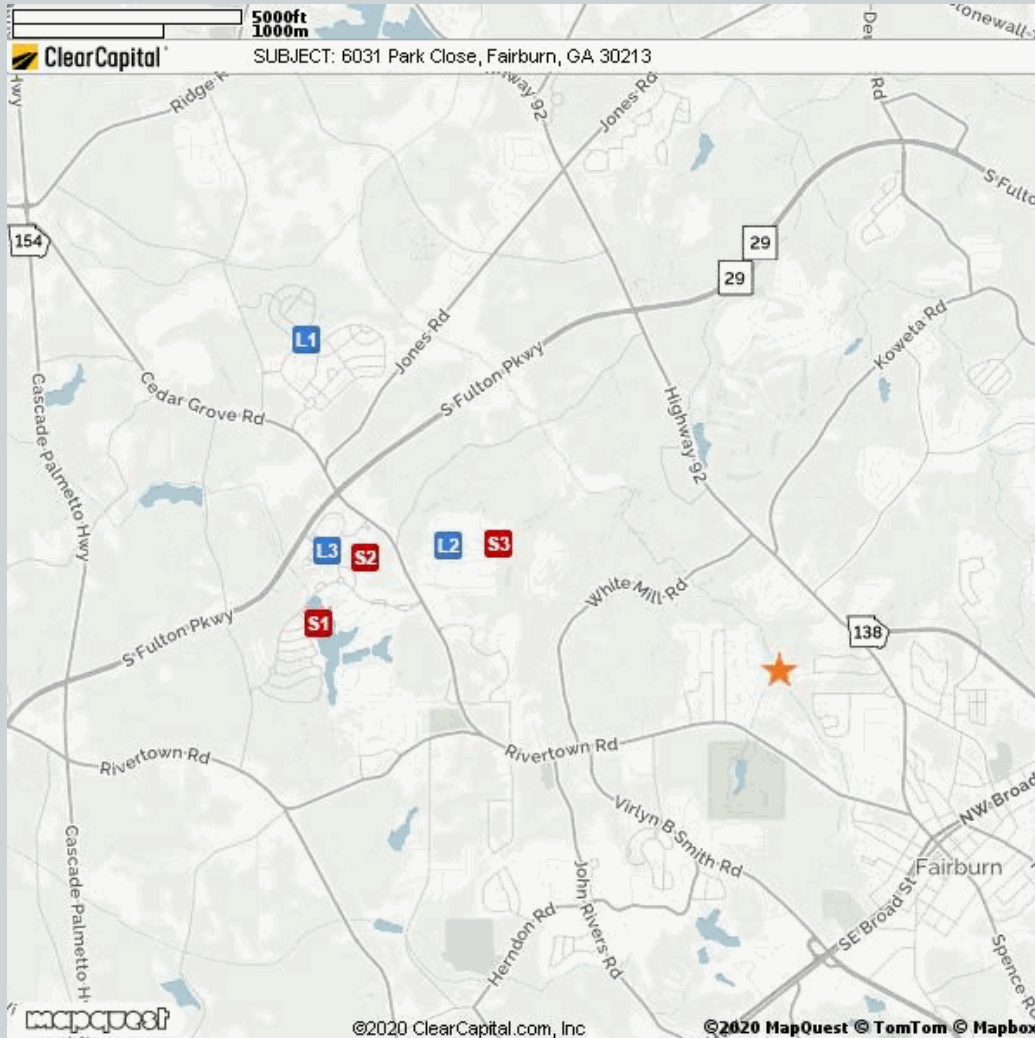 5000ft
1000m
ClearCapital
SUBJECT: 6031 Park Close, Fairburn, GA 30213
Hwy
Ridge
Highway 92
Jones Rd
Rd
S Fulton
154
29
29
L1
Jones Rd
Koweta Rd
S Fulton Pkwy
Cedar Grove Rd
Cascade-Palmetto Hwy
Highway 92
L2
S3
L3
S2
White Mill Rd
S1
138
S Fulton Pkwy
Rivertown Rd
Rivertown Rd
Virlyn B Smith Rd
NW Broad
Fairburn
Cascade-Palmetto H
John Rivers Rd
Herndon Rd
SE Broad St
Spence Rd
mapquest
©2020 ClearCapital.com, Inc
©2020 MapQuest © TomTom © Mapbox